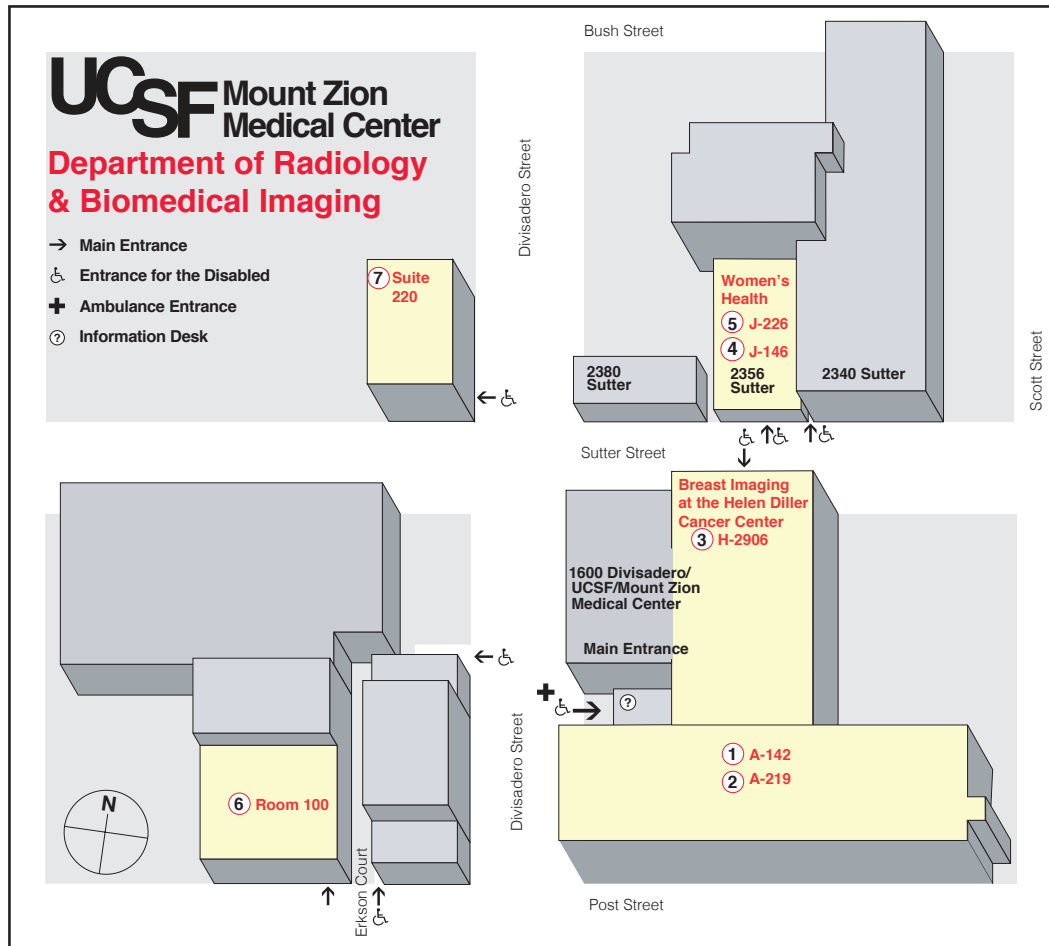 UCSF Mount Zion
Medical Center
Department of Radiology
& Biomedical Imaging
→ Main Entrance
Entrance for the Disabled
Ambulance Entrance
? Information Desk
7 Suite
220
Bush Street
Divisadero Street
Women's
Health
5 J-226
4 J-146
2380
Sutter
2356
Sutter
2340 Sutter
Scott Street
Sutter Street
Breast Imaging
at the Helen Diller
Cancer Center
3 H-2906
1600 Divisadero/
UCSF/Mount Zion
Medical Center
Main Entrance
?
1 A-142
2 A-219
Divisadero Street
6 Room 100
N
Erkson Court
Post Street